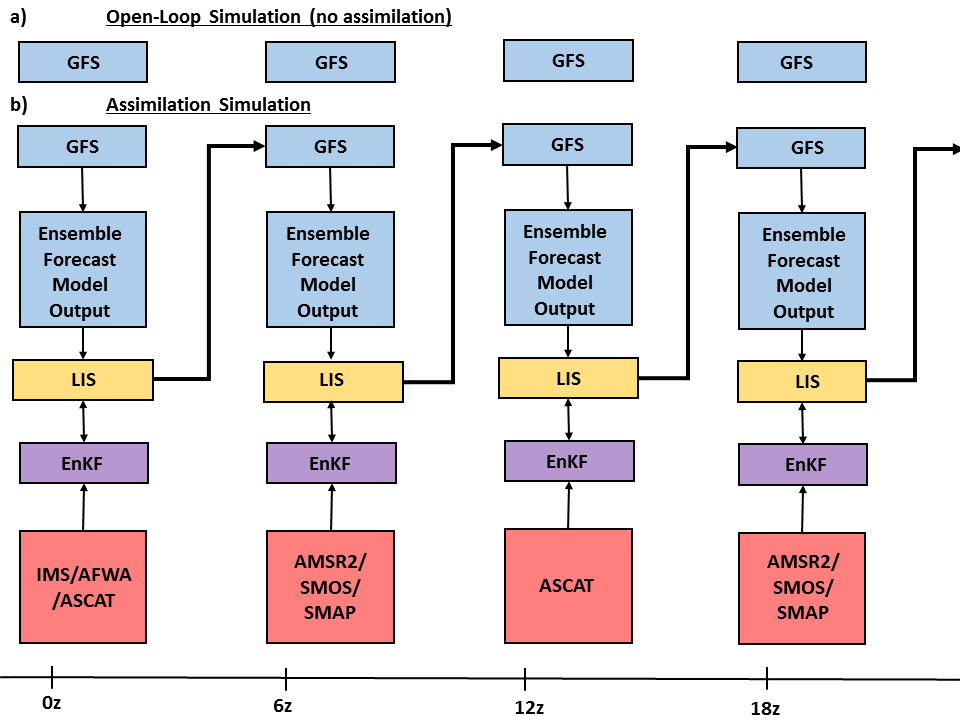 a) Open-Loop Simulation (no assimilation)
GFS GFS GFS GFS
b) Assimilation Simulation
GFS GFS GFS GFS
Ensemble
Forecast
Model
Output
Ensemble
Forecast
Model
Output
Ensemble
Forecast
Model
Output
Ensemble
Forecast
Model
Output
LIS LIS LIS LIS
EnKF EnKF EnKF EnKF
IMS/AFWA
/ASCAT
AMSR2/
SMOS/
SMAP
ASCAT
AMSR2/
SMOS/
SMAP
0z 6z 12z 18z